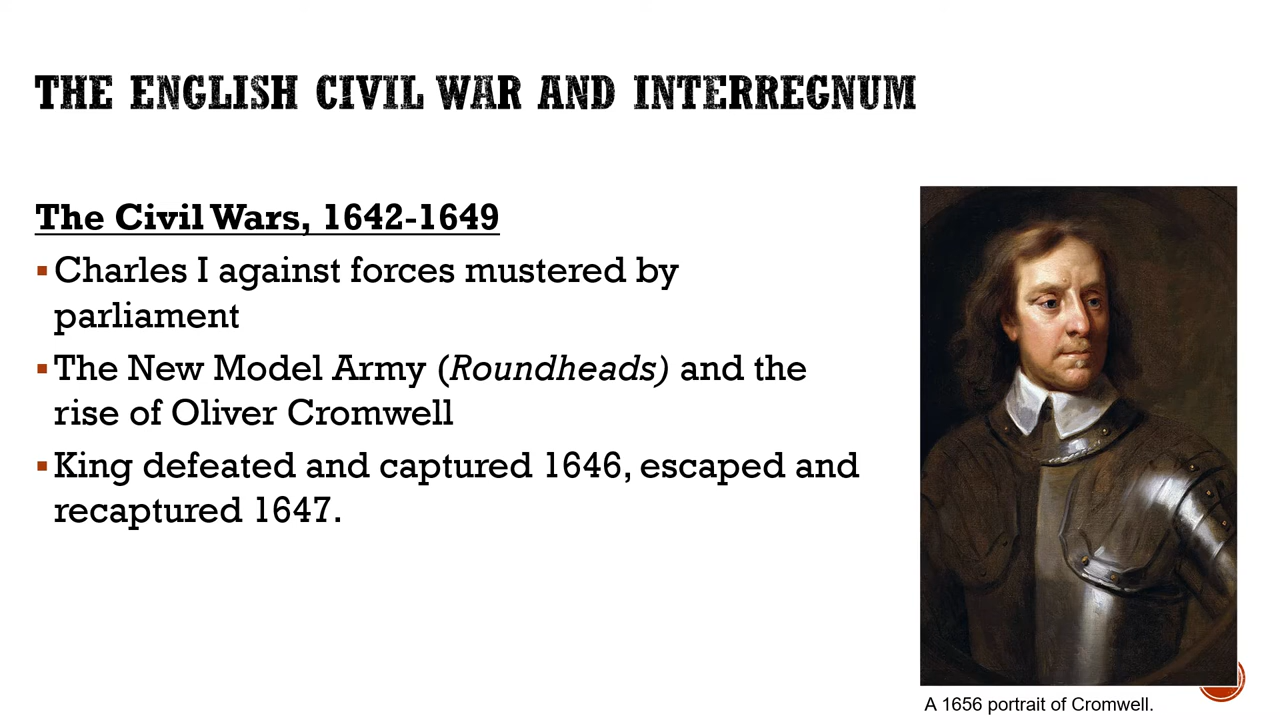 THE ENGLISH CIVIL WAR AND INTERREGNUM
The Civil Wars, 1642-1649
▪Charles I against forces mustered by
parliament
▪The New Model Army (Roundheads) and the
rise of Oliver Cromwell
▪King defeated and captured 1646, escaped and
recaptured 1647.
A 1656 portrait of Cromwell.